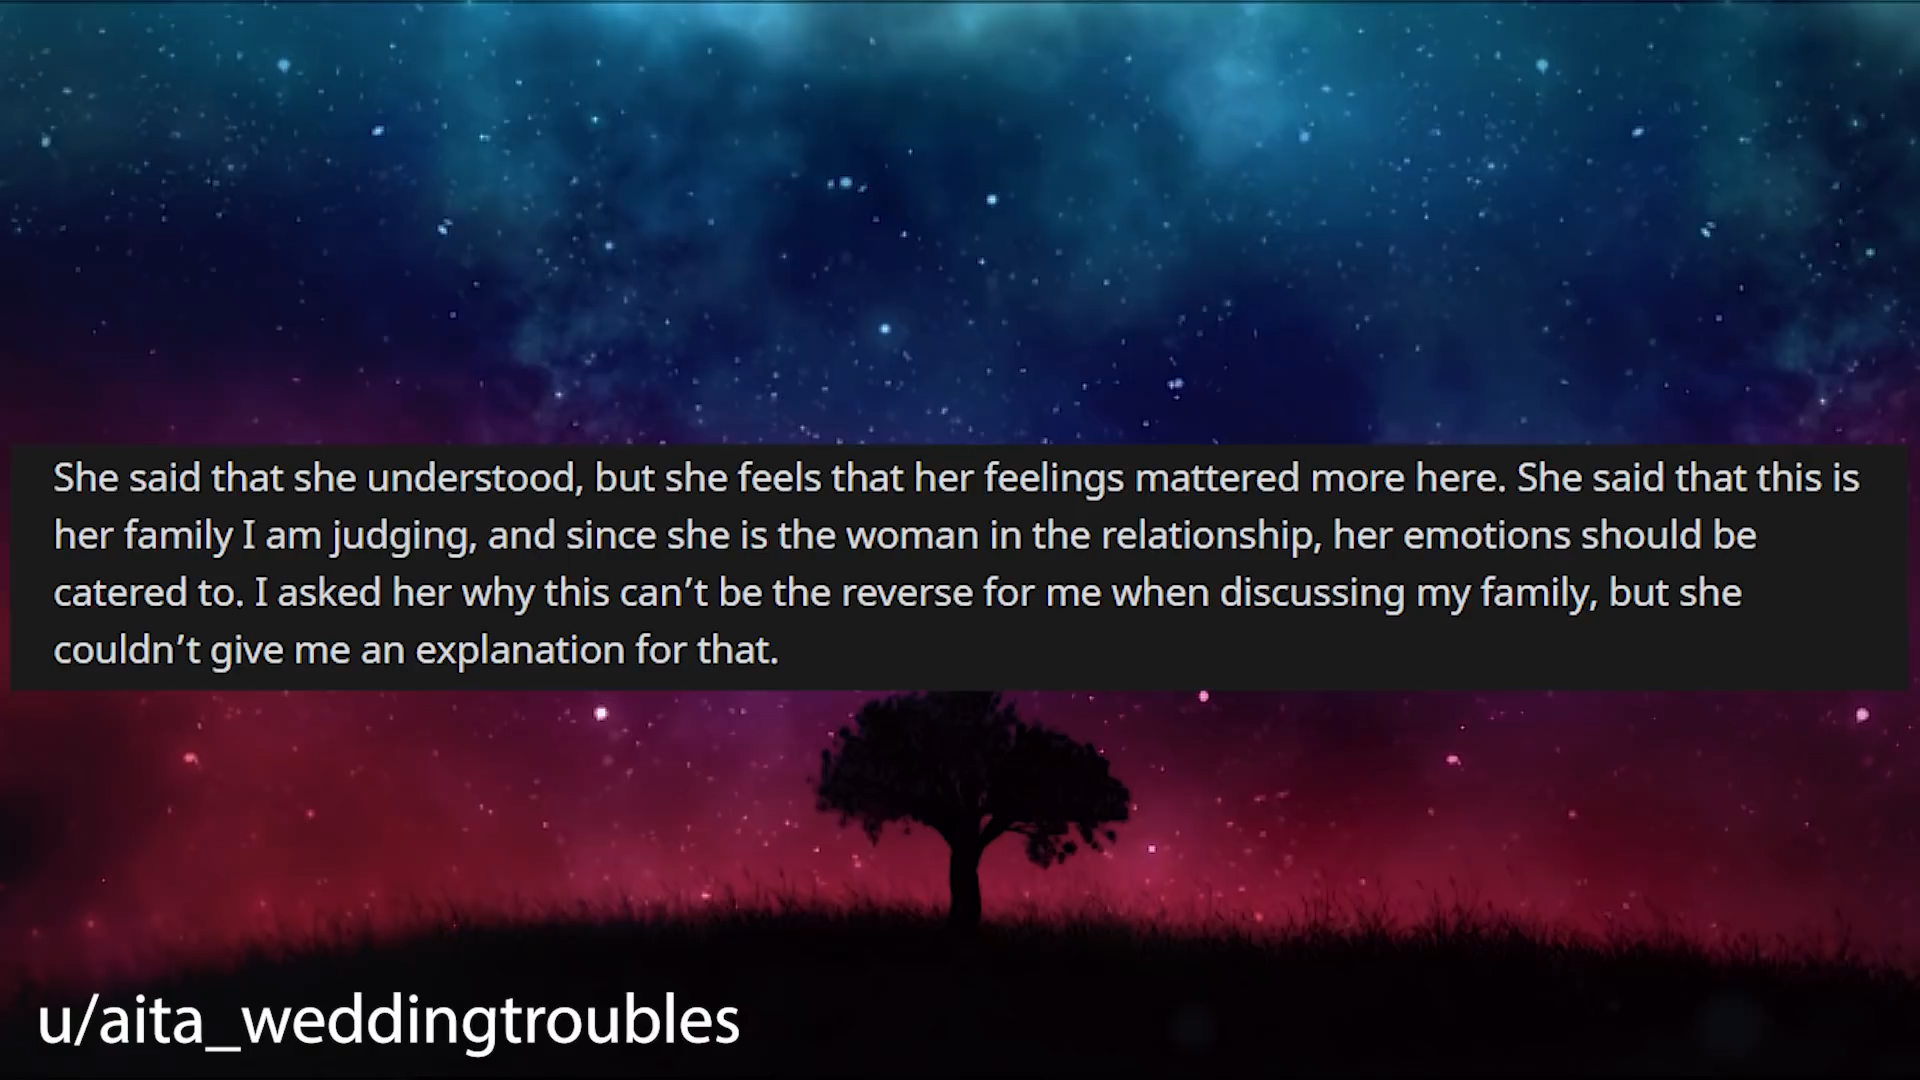 She said that she understood, but she feels that her feelings mattered more here. She said that this is
her family I am judging, and since she is the woman in the relationship, her emotions should be
catered to. I asked her why this can’t be the reverse for me when discussing my family, but she
couldn’t give me an explanation for that.
u/aita_weddingtroubles